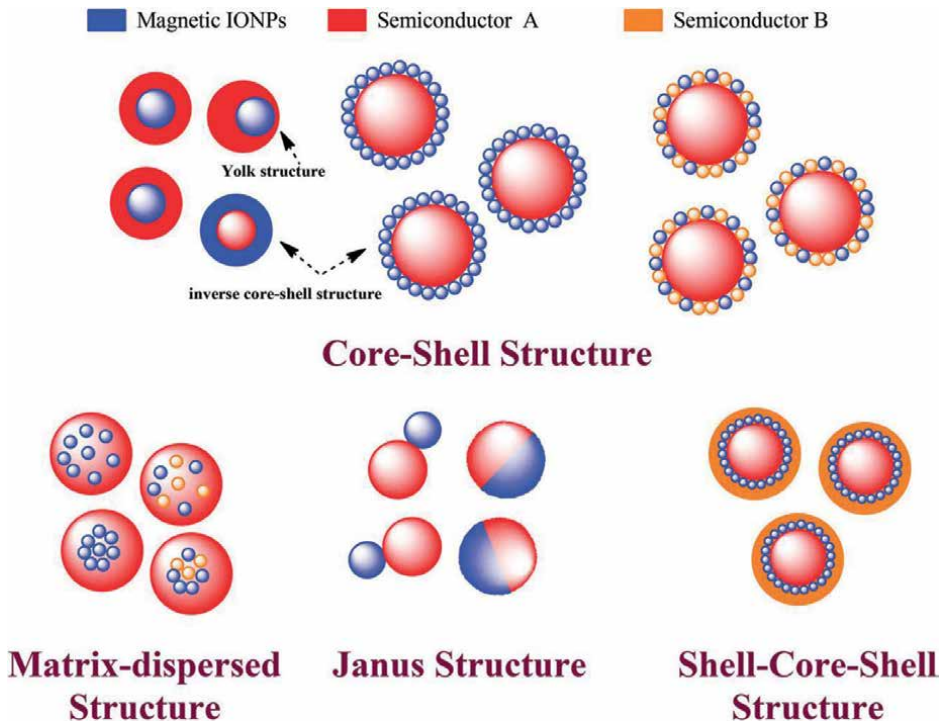 Magnetic IONPs
Semiconductor A
Semiconductor B
Yolk structure
inverse core-shell structure
Core-Shell Structure
Matrix-dispersed
Structure
Janus Structure
Shell-Core-Shell
Structure